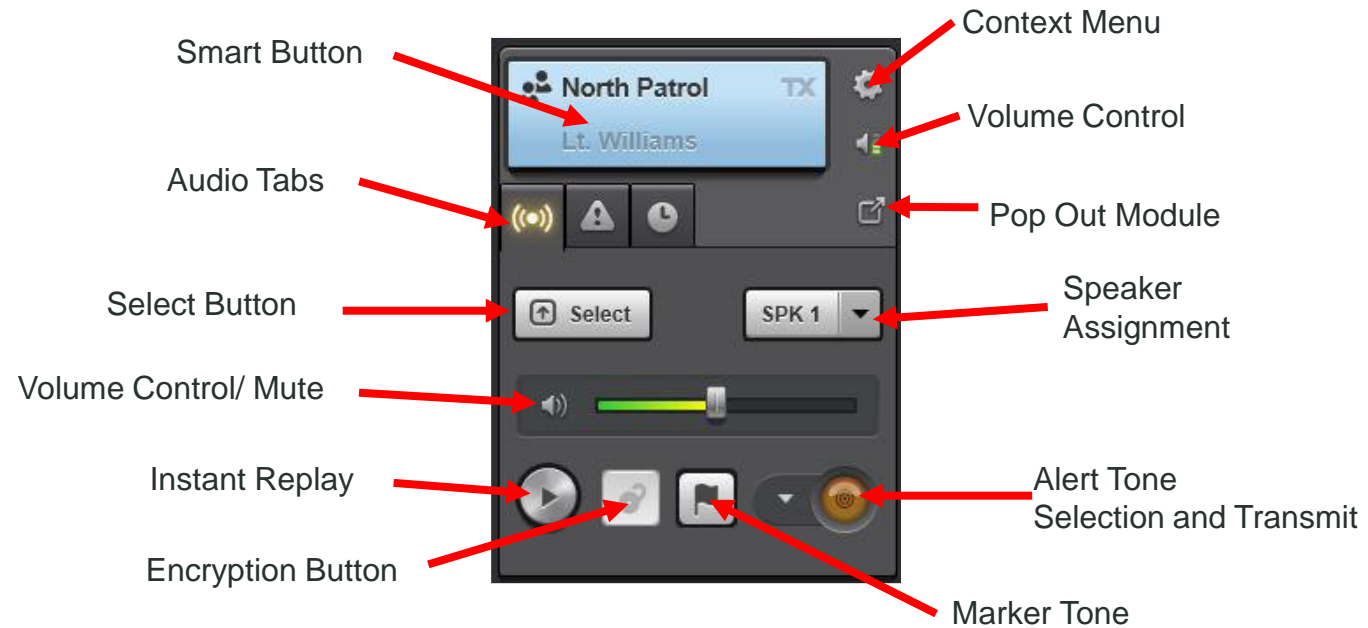 Context Menu
Smart Button
North Patrol TX
Lt. Williams
Volume Control
Audio Tabs
Pop Out Module
Select Button
Select
SPK 1
Speaker
Assignment
Volume Control/ Mute
Instant Replay
Alert Tone
Selection and Transmit
Encryption Button
Marker Tone